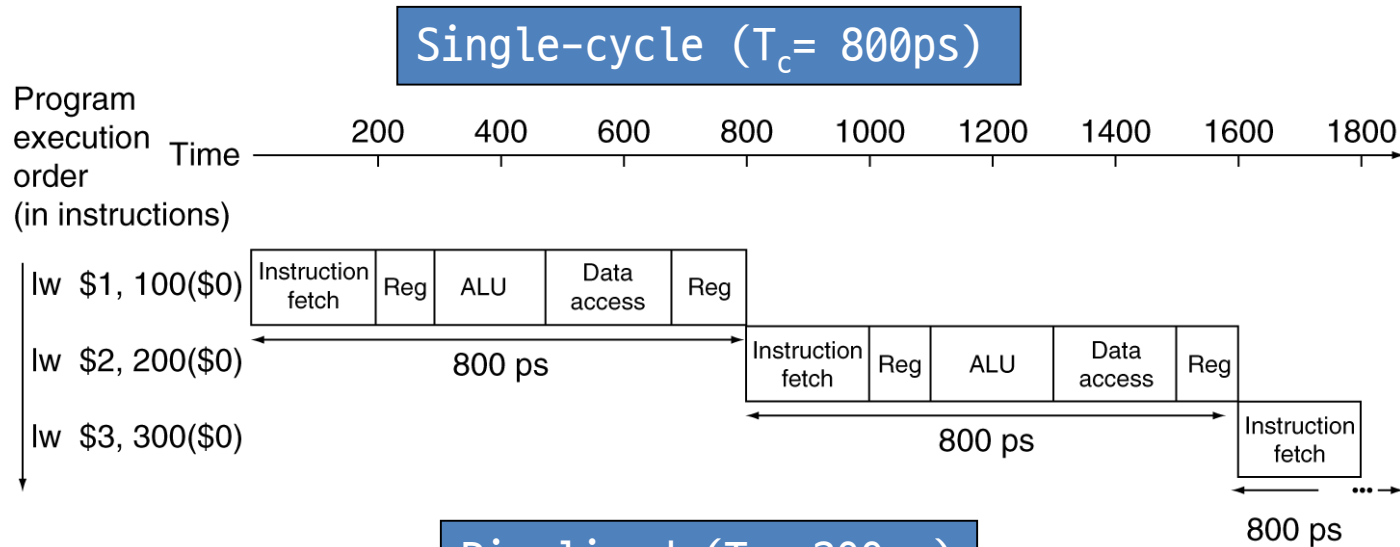 Single-cycle (Tc= 800ps)
Program
execution
order
(in instructions)
Time
200 400 600 800 1000 1200 1400 1600 1800
lw $1, 100($0)
Instruction
fetch
Reg
ALU
Data
access
Reg
800 ps
lw $2, 200($0)
Instruction
fetch
Reg
ALU
Data
access
Reg
800 ps
lw $3, 300($0)
Instruction
fetch
...
800 ps